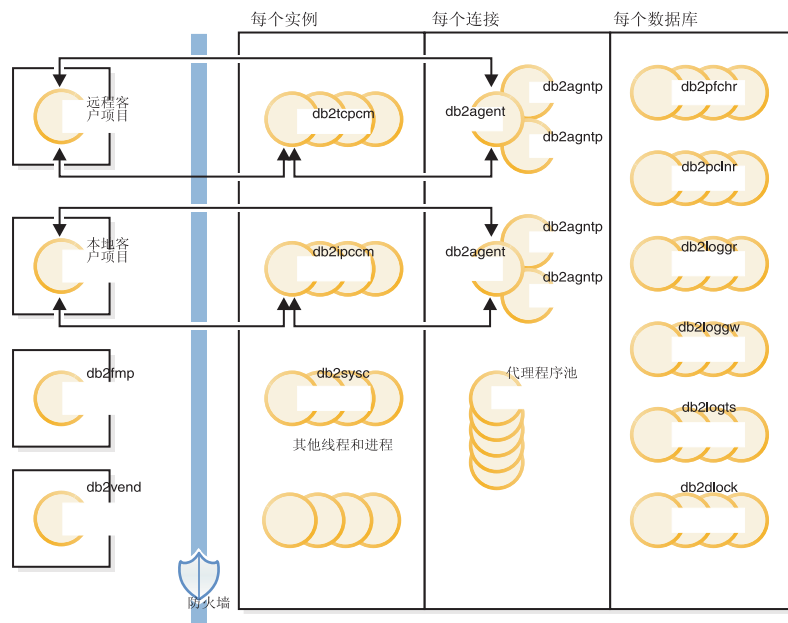 每个实例
每个连接
每个数据库
远程客
户项目
db2tcpcm
db2agent
db2agntp
db2agntp
db2pfchr
db2pclnr
本地客
户项目
db2ipccm
db2agent
db2agntp
db2agntp
db2loggr
db2loggw
db2fmp
db2sysc
代理程序池
其他线程和进程
db2logts
db2vend
db2dlock
防火墙